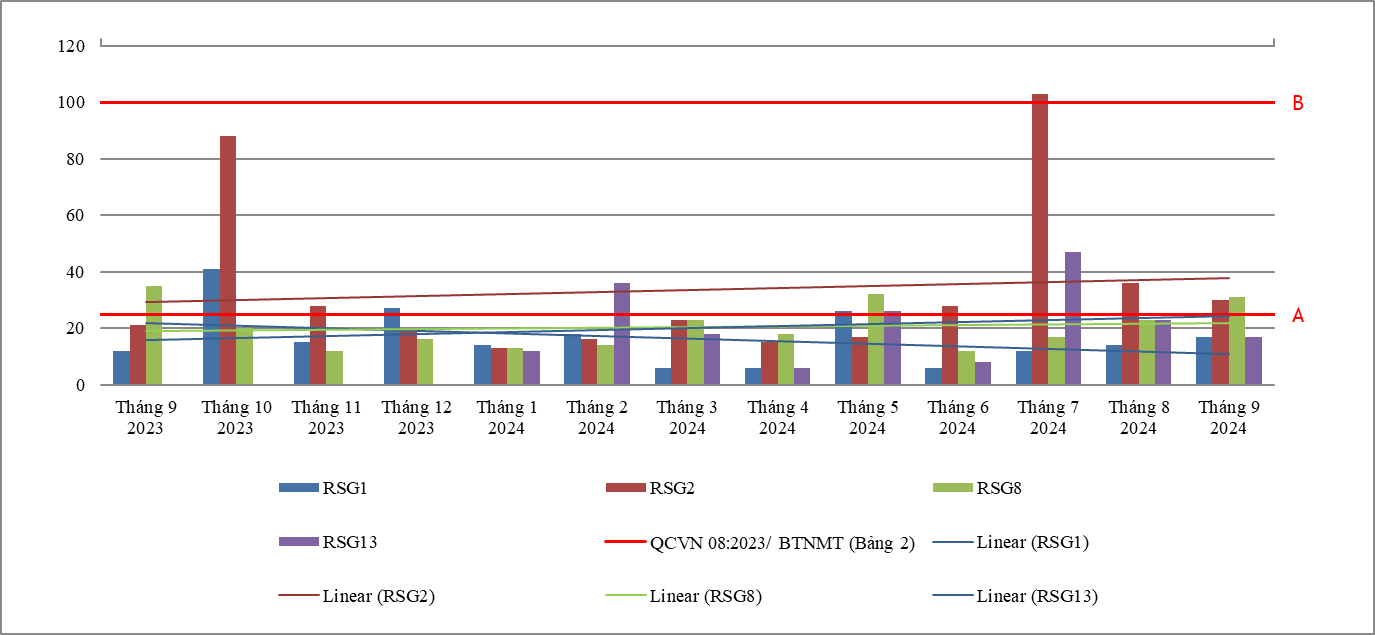 120
100
B
80
60
40
A
20
0
Tháng 9 2023
Tháng 10 2023
Tháng 11 2023
Tháng 12 2023
Tháng 1 2024
Tháng 2 2024
Tháng 3 2024
Tháng 4 2024
Tháng 5 2024
Tháng 6 2024
Tháng 7 2024
Tháng 8 2024
Tháng 9 2024
RSG1
RSG2
RSG8
RSG13
QCVN 08:2023/ BTNMT (Bảng 2)
Linear (RSG1)
Linear (RSG2)
Linear (RSG8)
Linear (RSG13)